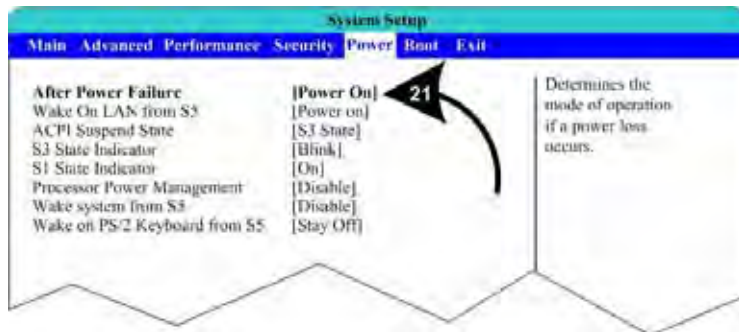 System Setup
Main Advanced Performance Security Power Boot Exit
After Power Failure [Power On]
21
Wake On LAN from S5 [Power on]
ACPI Suspend State [S3 State]
S3 State Indicator [Blink]
S1 State Indicator [On]
Processor Power Management [Disable]
Wake system from S5 [Disable]
Wake on PS/2 Keyboard from S5 [Stay Off]
Determines the
mode of operation
if a power loss
occurs.